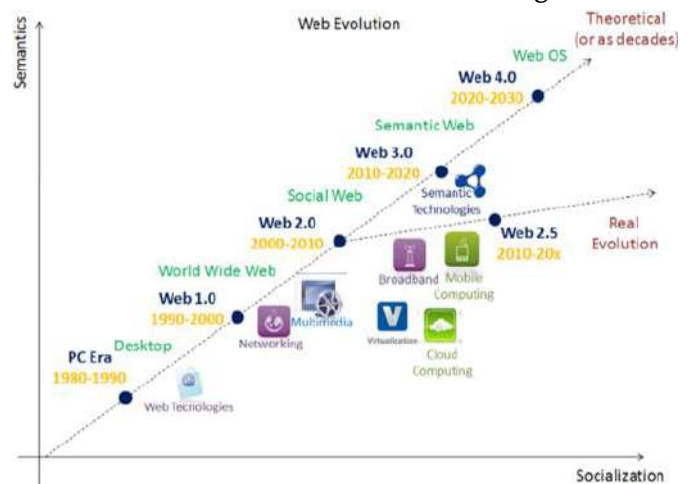 Web Evolution
Theoretical
(or as decades)
Semantics
Web OS
Web 4.0
2020-2030
Semantic Web
Web 3.0
2010-2020
Semantic
Technologies
Social Web
Web 2.0
2000-2010
Web 2.5
2010-20x
Real
Evolution
Broadband
Mobile
Computing
World Wide Web
Web 1.0
1990-2000
Networking
Multimedia
V
Virtualization
Cloud
Computing
Desktop
PC Era
1980-1990
Web Tecnologies
Socialization